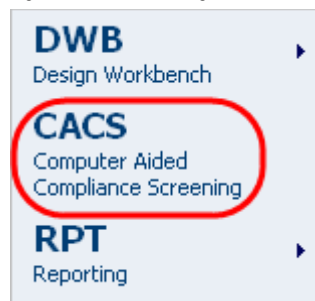 DWB
Design Workbench
CACS
Computer Aided
Compliance Screening
RPT
Reporting